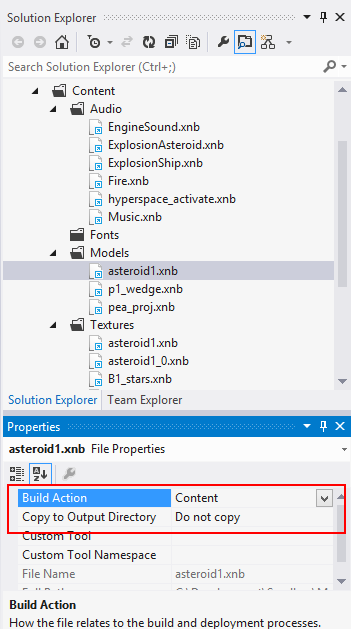 Solution Explorer
Search Solution Explorer (Ctrl+;)
Content
Audio
EngineSound.xnb
ExplosionAsteroid.xnb
ExplosionShip.xnb
Fire.xnb
hyperspace_activate.xnb
Music.xnb
Fonts
Models
asteroid1.xnb
p1_wedge.xnb
pea_proj.xnb
Textures
asteroid1.xnb
asteroid1_0.xnb
B1_stars.xnb
Solution Explorer Team Explorer
Properties
asteroid1.xnb File Properties
Build Action Content
Copy to Output Directory Do not copy
Custom Tool
Custom Tool Namespace
File Name asteroid1.xnb
Build Action
How the file relates to the build and deployment processes.